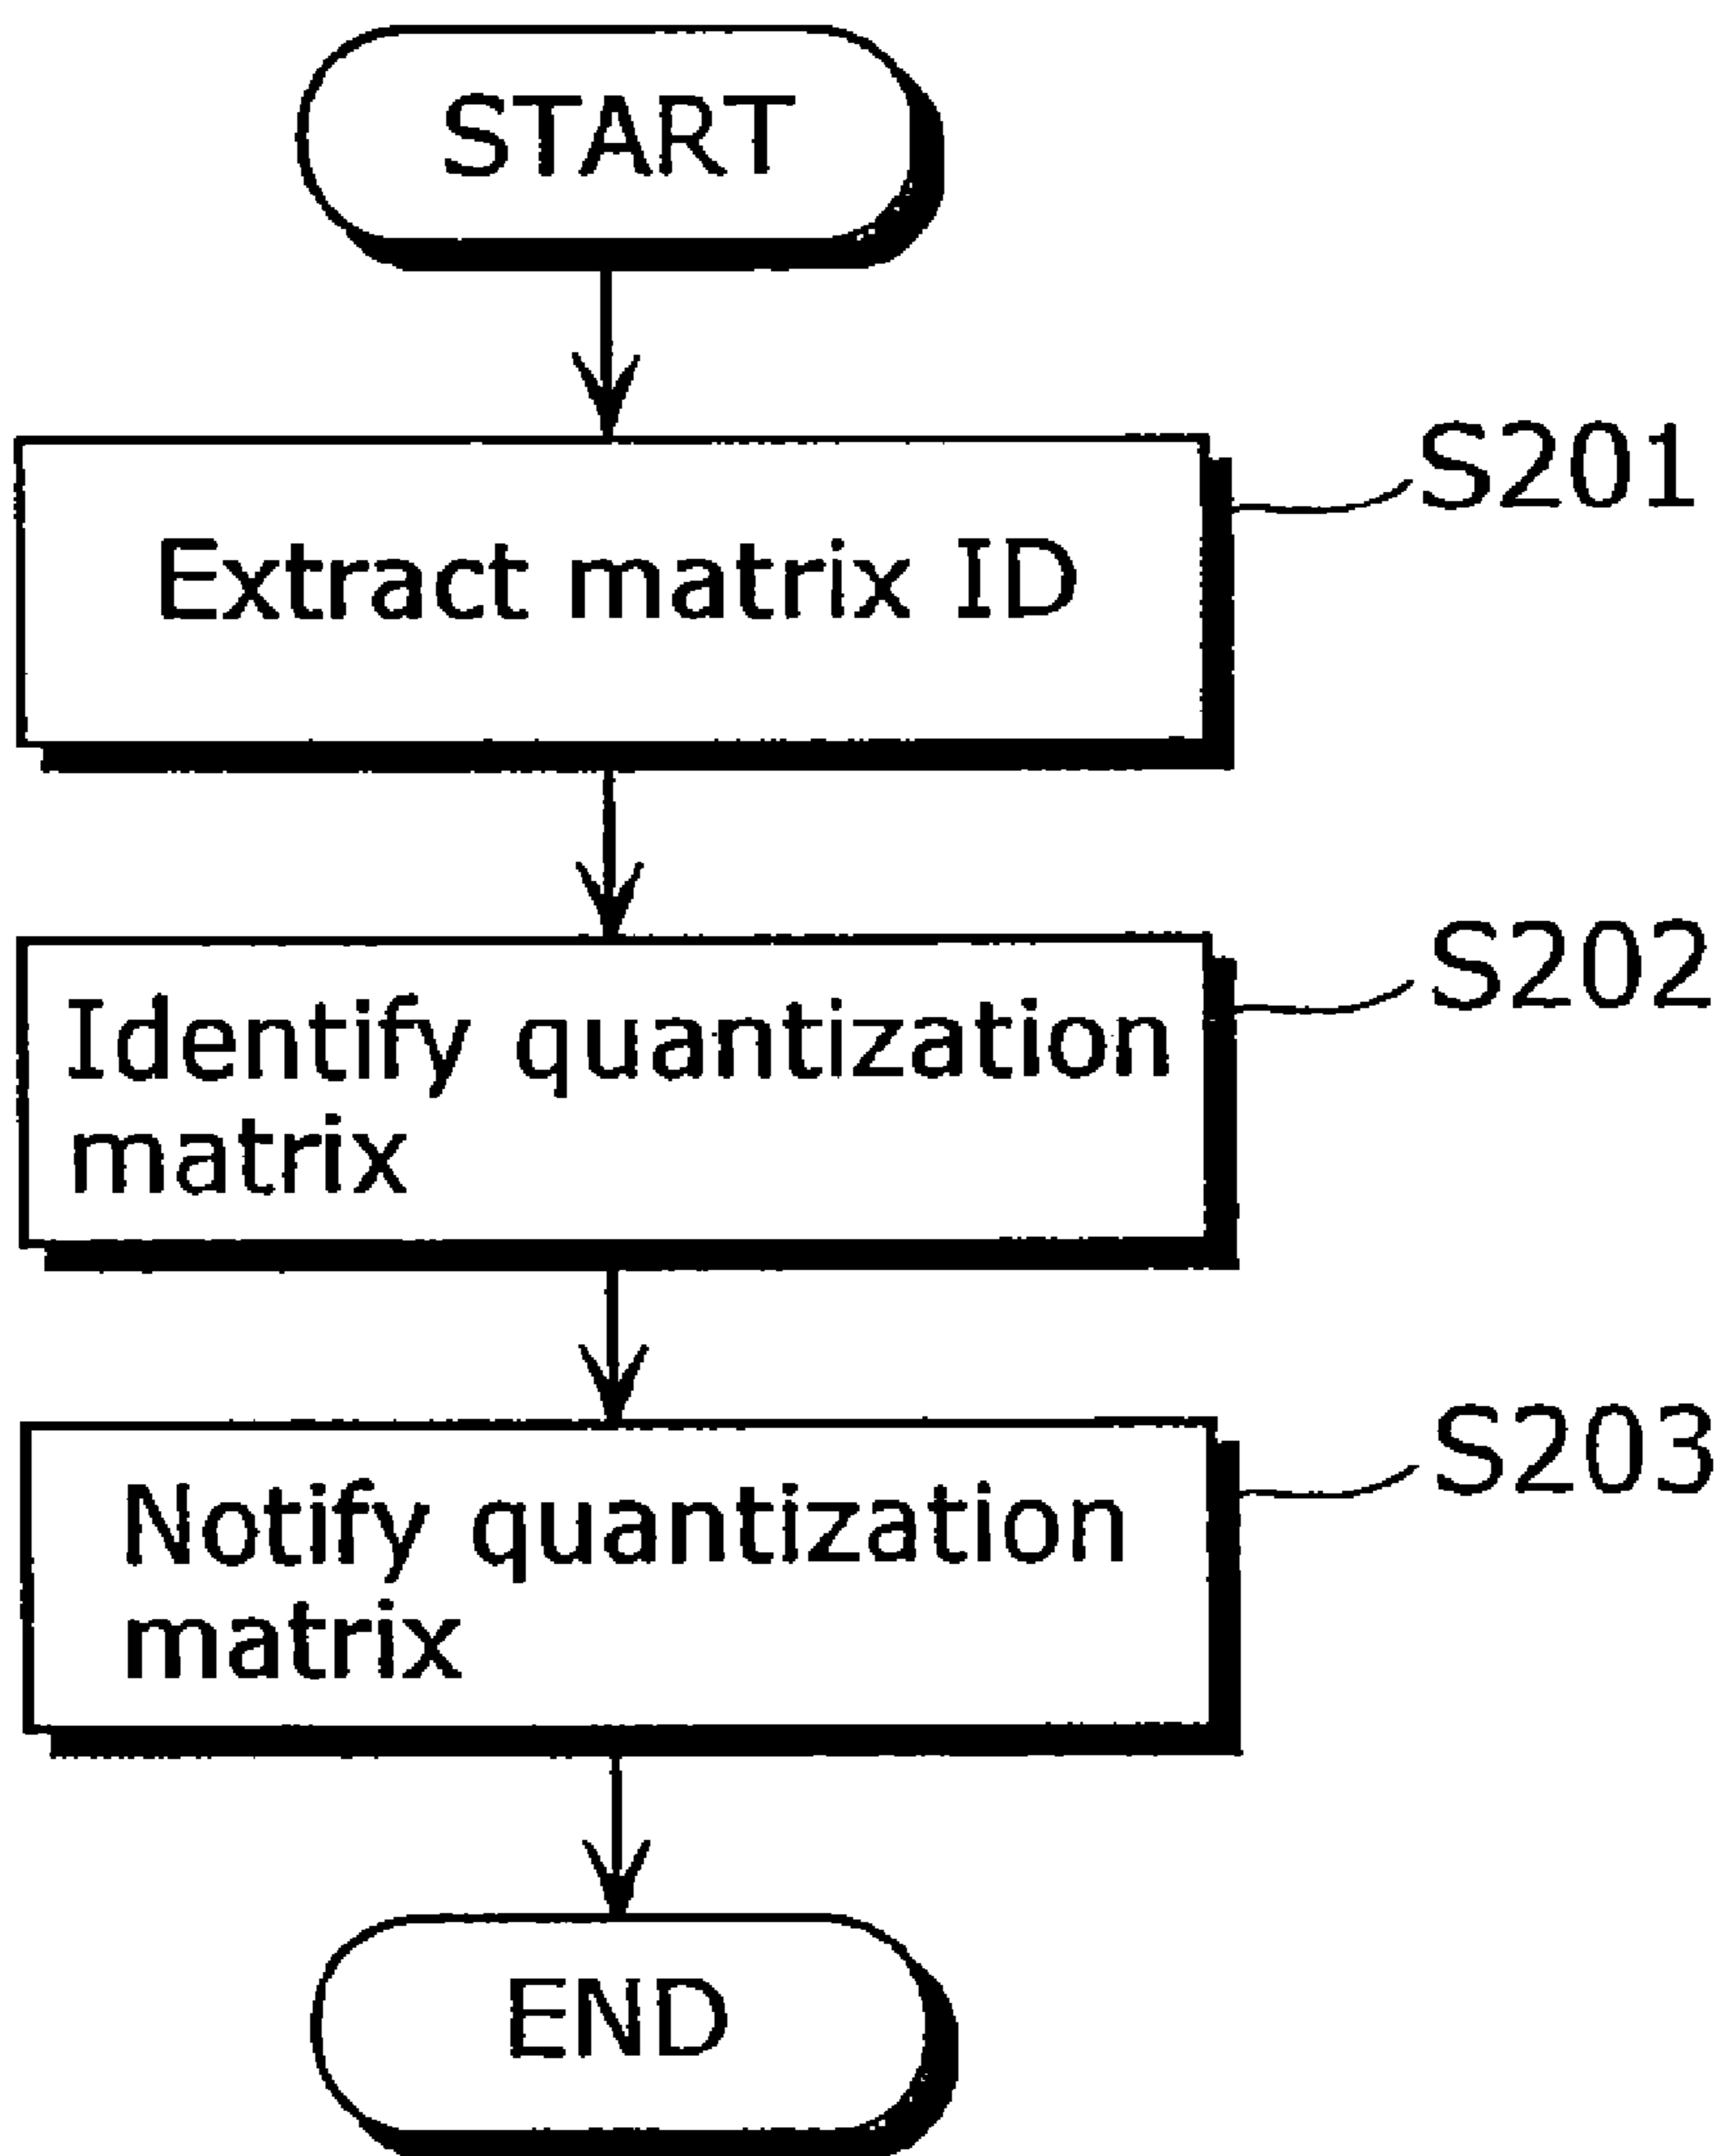 START
S201
Extract matrix ID
S202
Identify quantization
matrix
S203
Notify quantization
matrix
END